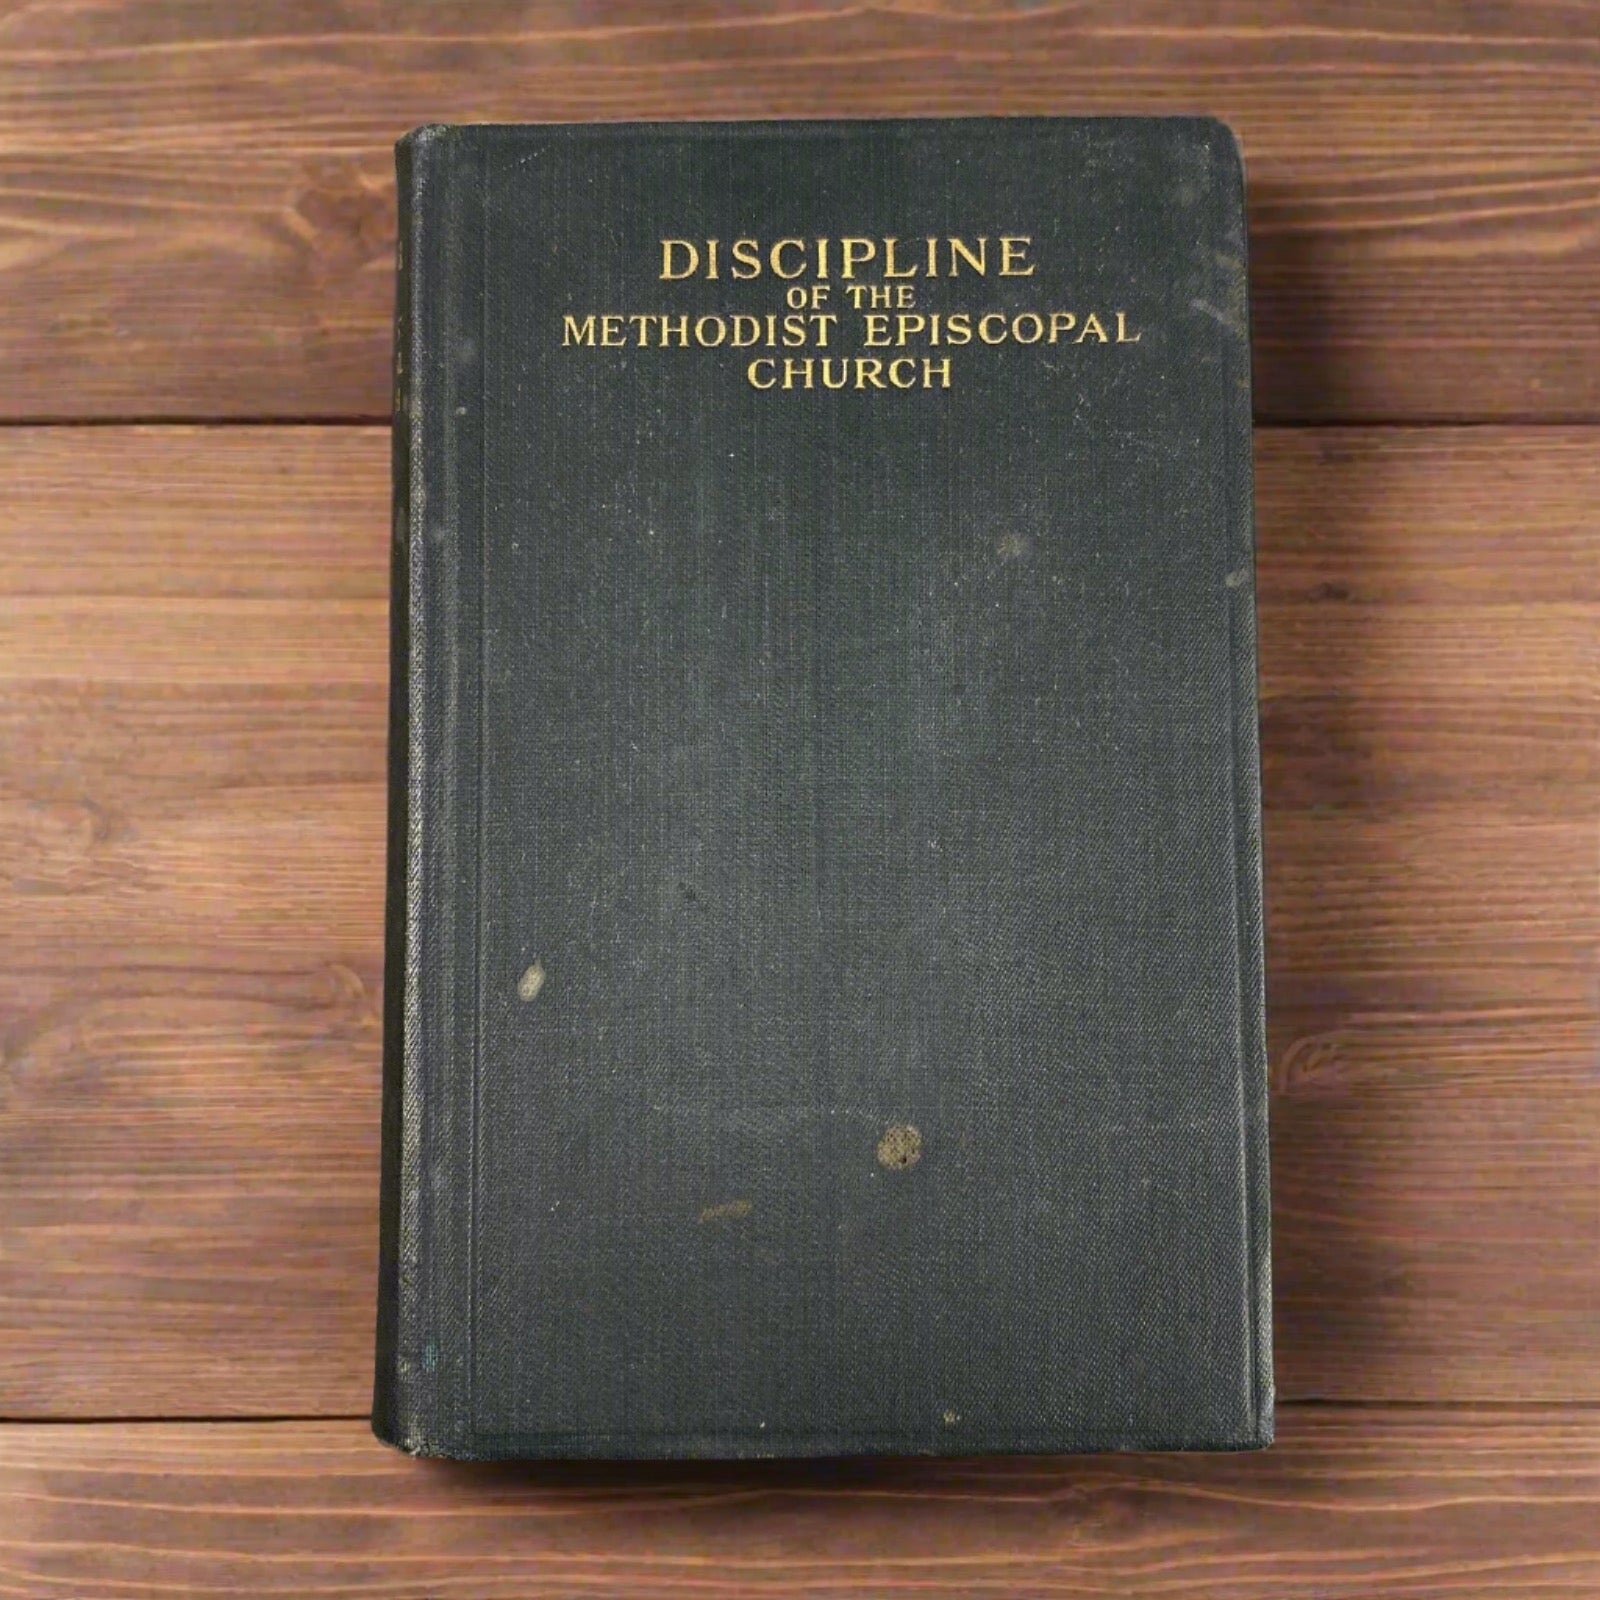 DISCIPLINE
OF THE
METHODIST EPISCOPAL
CHURCH